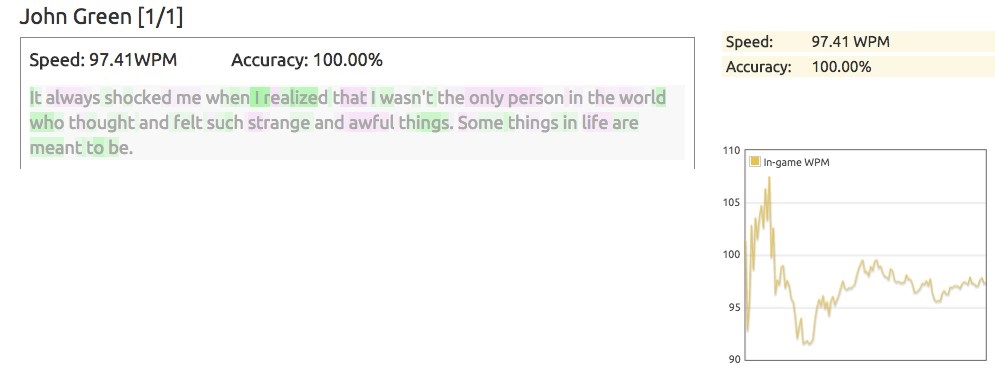 John Green [1/1]
Speed: 97.41WPM Accuracy: 100.00%
It always shocked me when I realized that I wasn't the only person in the world
who thought and felt such strange and awful things. Some things in life are
meant to be.
Speed: 97.41 WPM
Accuracy: 100.00%
In-game WPM
110
105
100
95
90